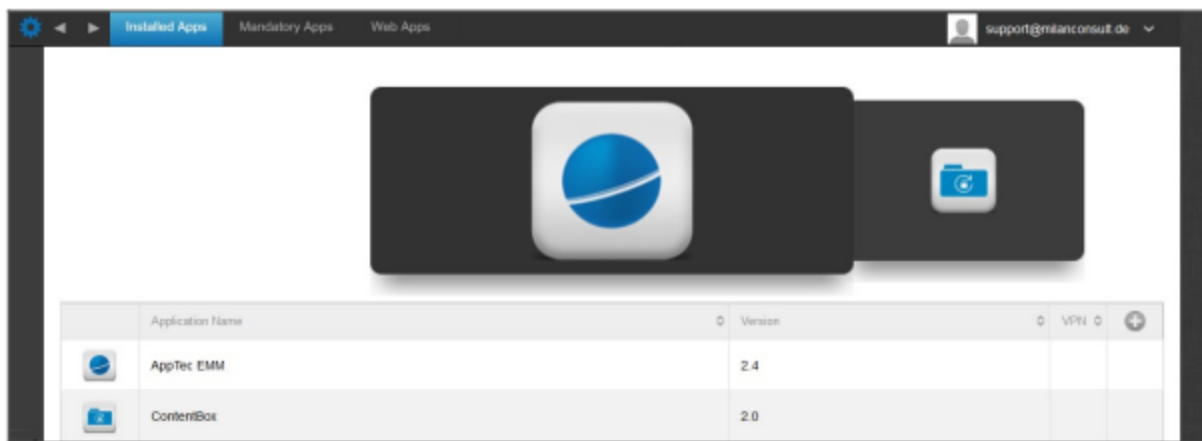 Installed Apps Mandatory Apps Web Apps support@milanconsult.de
Application Name Version VPN
AppTec EMM 2.4
ContentBox 2.0